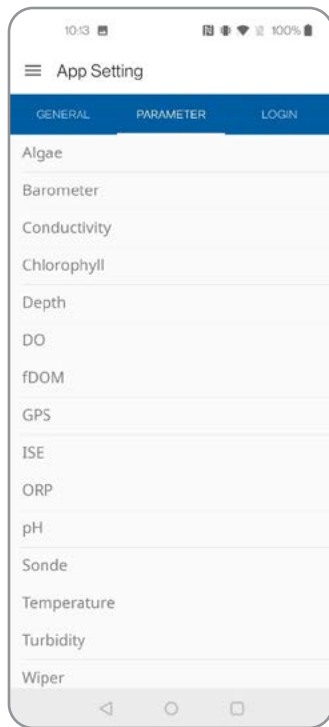 10:13 100%
App Setting
GENERAL PARAMETER LOGIN
Algae
Barometer
Conductivity
Chlorophyll
Depth
DO
fDOM
GPS
ISE
ORP
pH
Sonde
Temperature
Turbidity
Wiper